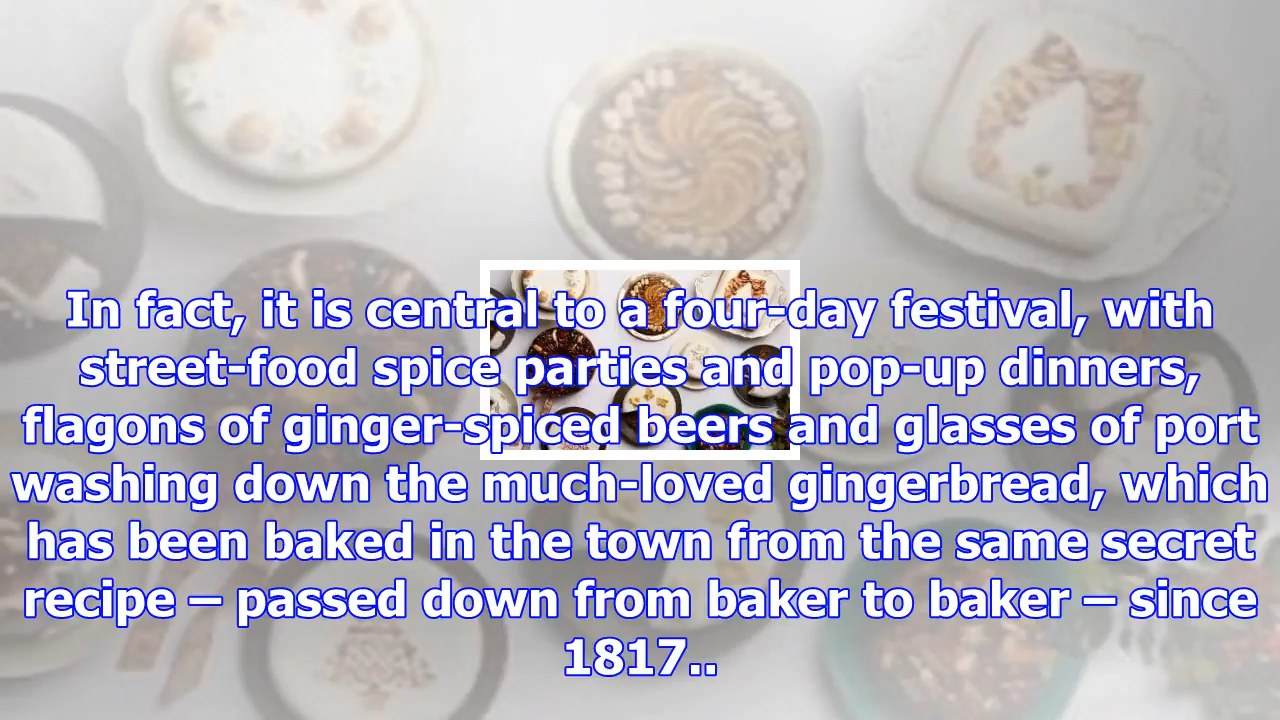 In fact, it is central to a four-day festival, with
street-food spice parties and pop-up dinners,
flagons of ginger-spiced beers and glasses of port
washing down the much-loved gingerbread, which
has been baked in the town from the same secret
recipe – passed down from baker to baker – since
1817..